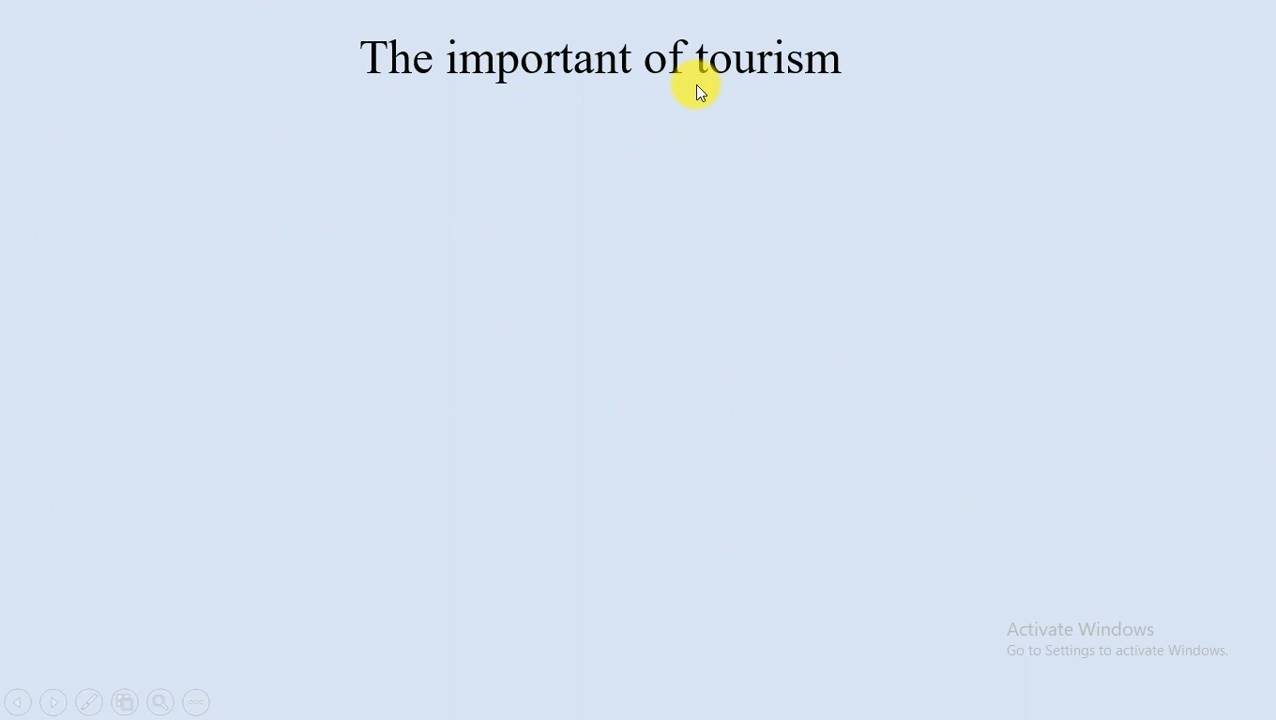 The important of tourism
Activate Windows
Go to Settings to activate Windows.